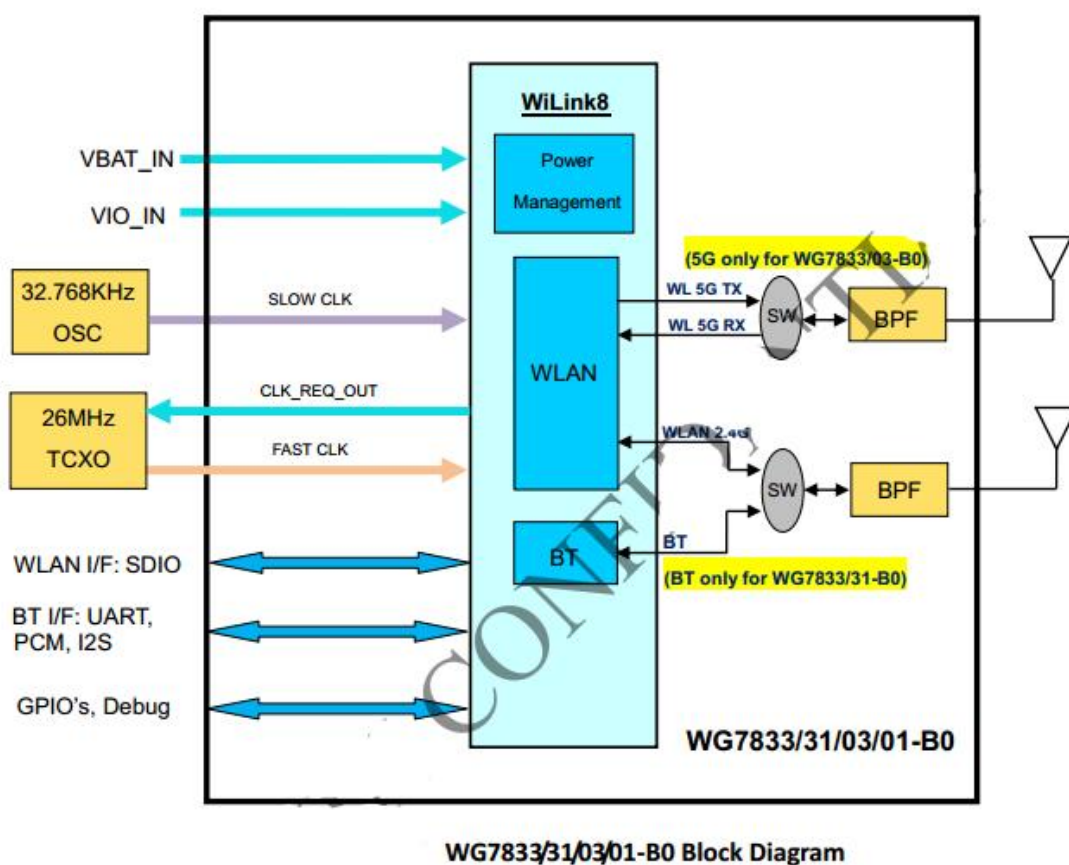 WiLink8
Power
Management
VBAT_IN
VIO_IN
(5G only for WG7833/03-B0)
32.768KHz
OSC
SLOW CLK
WL 5G TX
WL 5G RX
SW
BPF
WLAN
26MHz
TCXO
CLK_REQ_OUT
FAST CLK
WLAN 2.4G
SW
BPF
BT
BT
(BT only for WG7833/31-B0)
WLAN I/F: SDIO
BT I/F: UART,
PCM, I2S
GPIO's, Debug
WG7833/31/03/01-B0
WG7833/31/03/01-B0 Block Diagram